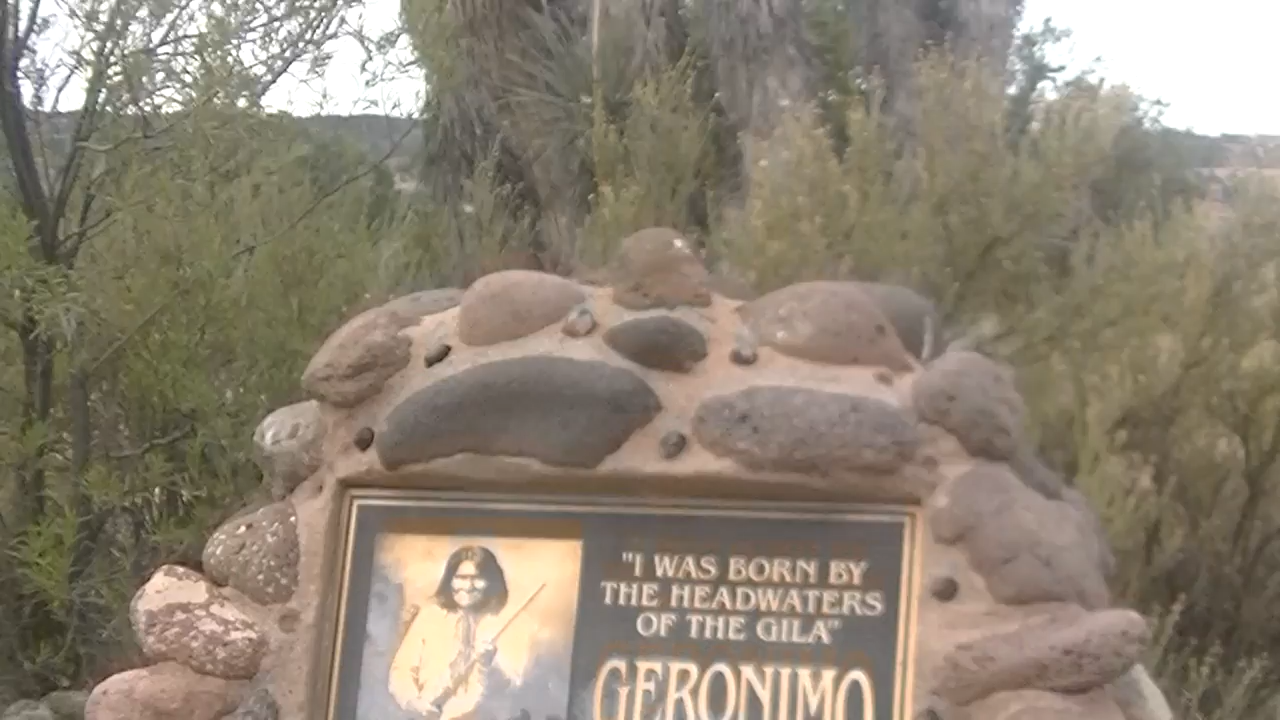 "I WAS BORN BY
THE HEADWATERS
OF THE GILA"
GERONIMO